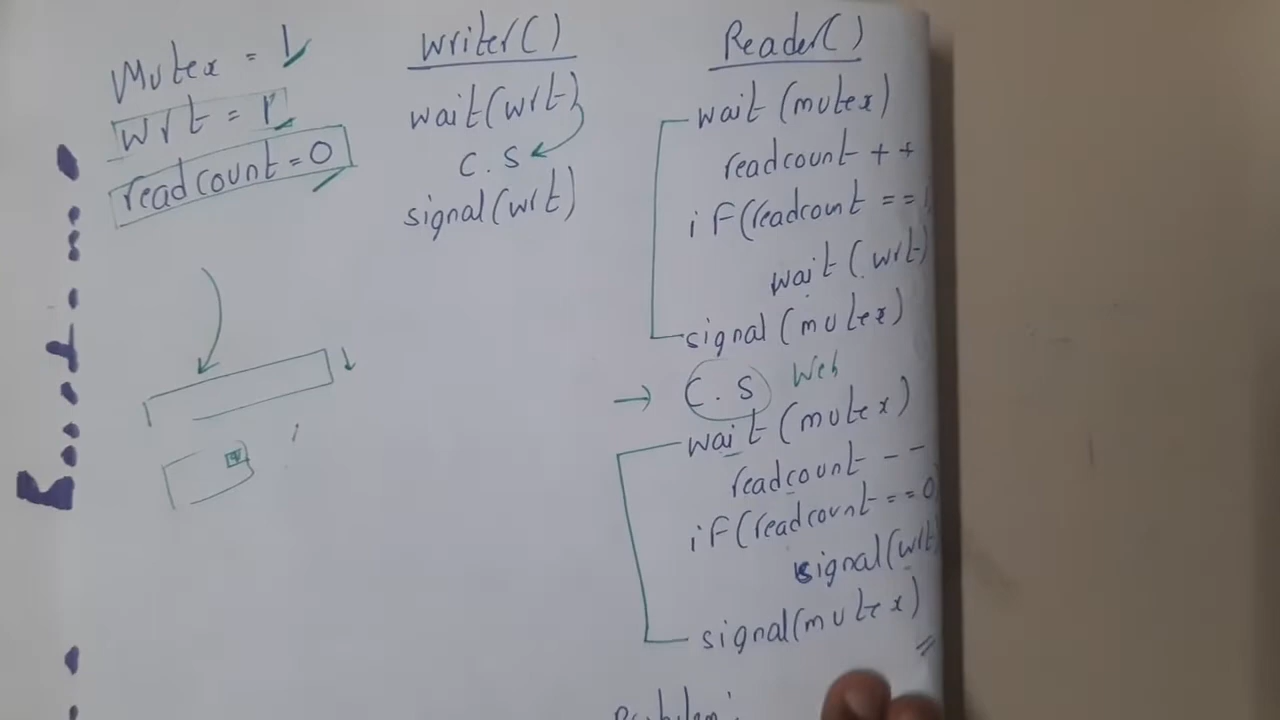 Mutex = 1
wrt = 1
readcount = 0
writer()
wait(wrt)
C.S
signal(wrt)
Reader()
wait(mutex)
readcount ++
if(readcount == 1
wait(wrt)
signal(mutex)
C.S Web
wait(mutex)
readcount --
if(readcount == 0)
signal(wrt)
signal(mutex)